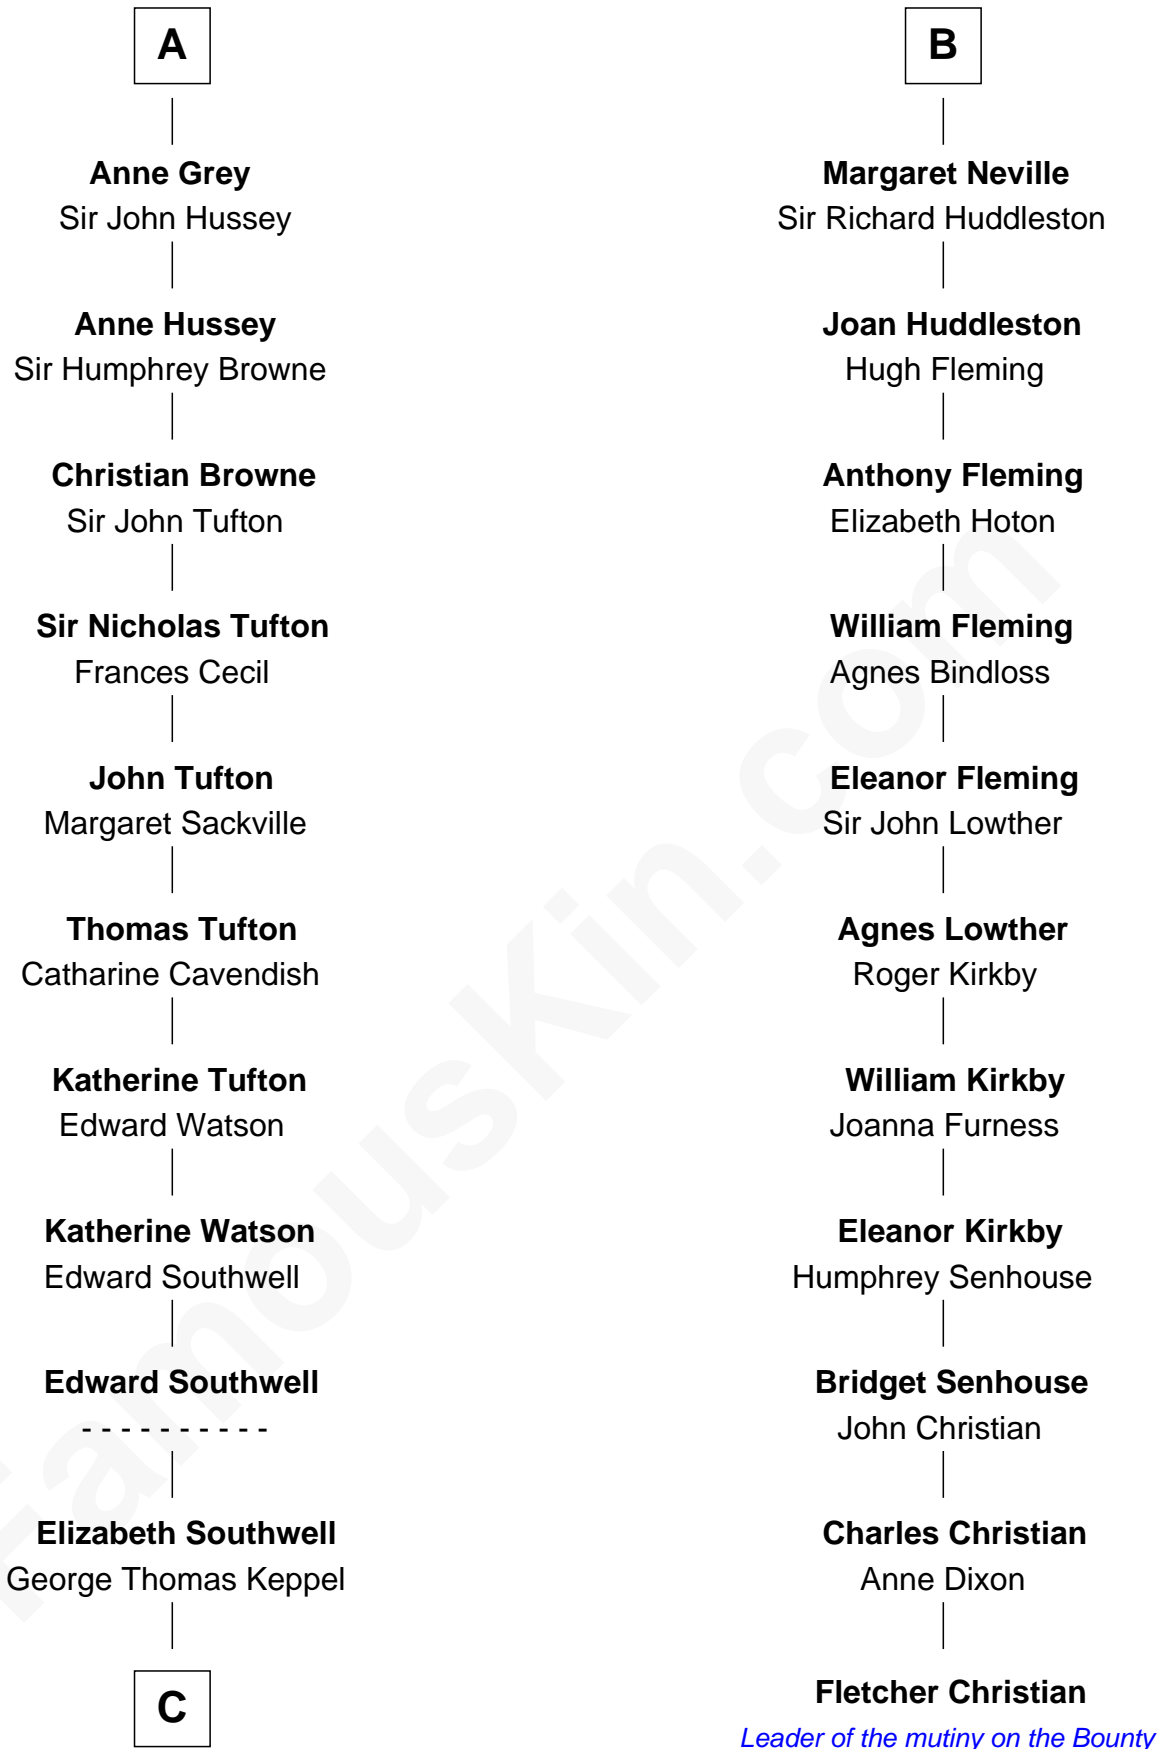 A
Anne Grey
Sir John Hussey
Anne Hussey
Sir Humphrey Browne
Christian Browne
Sir John Tufton
Sir Nicholas Tufton
Frances Cecil
John Tufton
Margaret Sackville
Thomas Tufton
Catharine Cavendish
Katherine Tufton
Edward Watson
Katherine Watson
Edward Southwell
Edward Southwell
- - - - - - - - - -
Elizabeth Southwell
George Thomas Keppel
C
B
Margaret Neville
Sir Richard Huddleston
Joan Huddleston
Hugh Fleming
Anthony Fleming
Elizabeth Hoton
William Fleming
Agnes Bindloss
Eleanor Fleming
Sir John Lowther
Agnes Lowther
Roger Kirkby
William Kirkby
Joanna Furness
Eleanor Kirkby
Humphrey Senhouse
Bridget Senhouse
John Christian
Charles Christian
Anne Dixon
Fletcher Christian
Leader of the mutiny on the Bounty
FamousKin.com